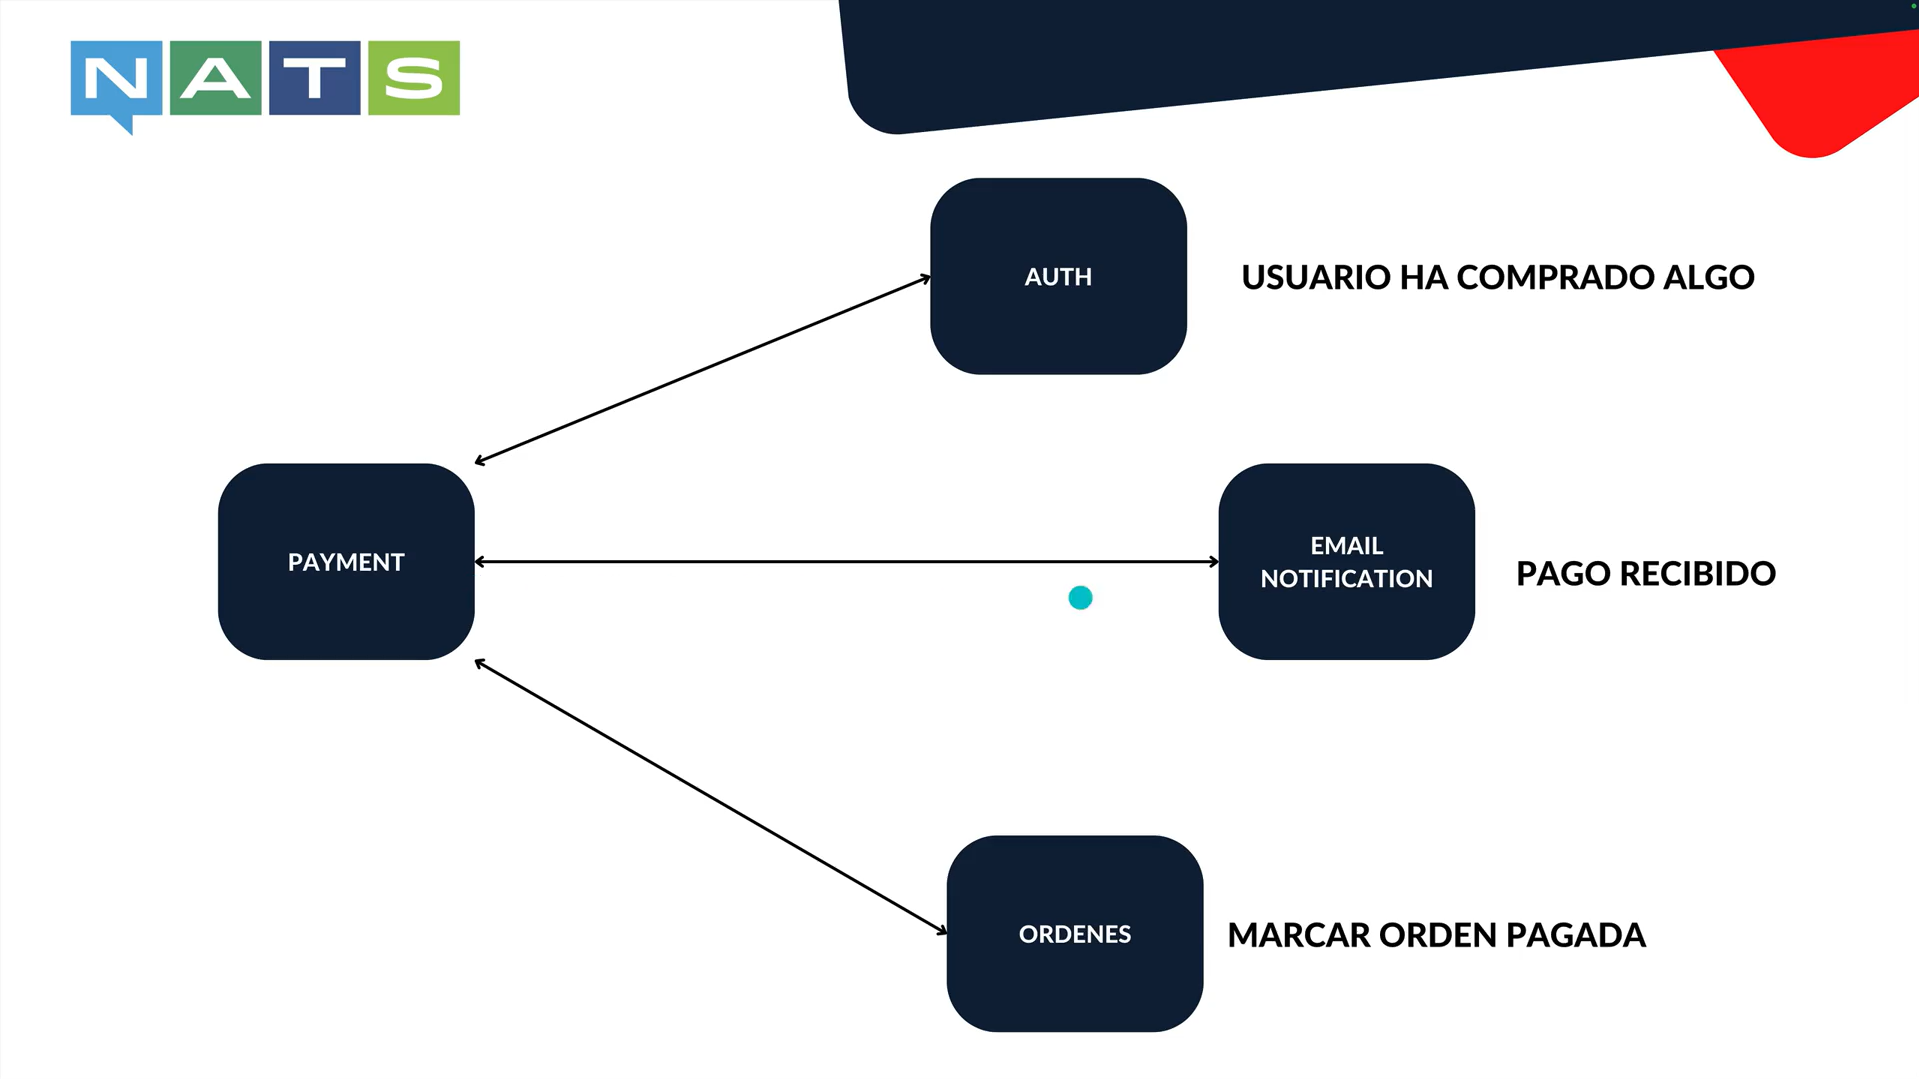 NATS
AUTH
USUARIO HA COMPRADO ALGO
PAYMENT
EMAIL
NOTIFICATION
PAGO RECIBIDO
ORDENES
MARCAR ORDEN PAGADA